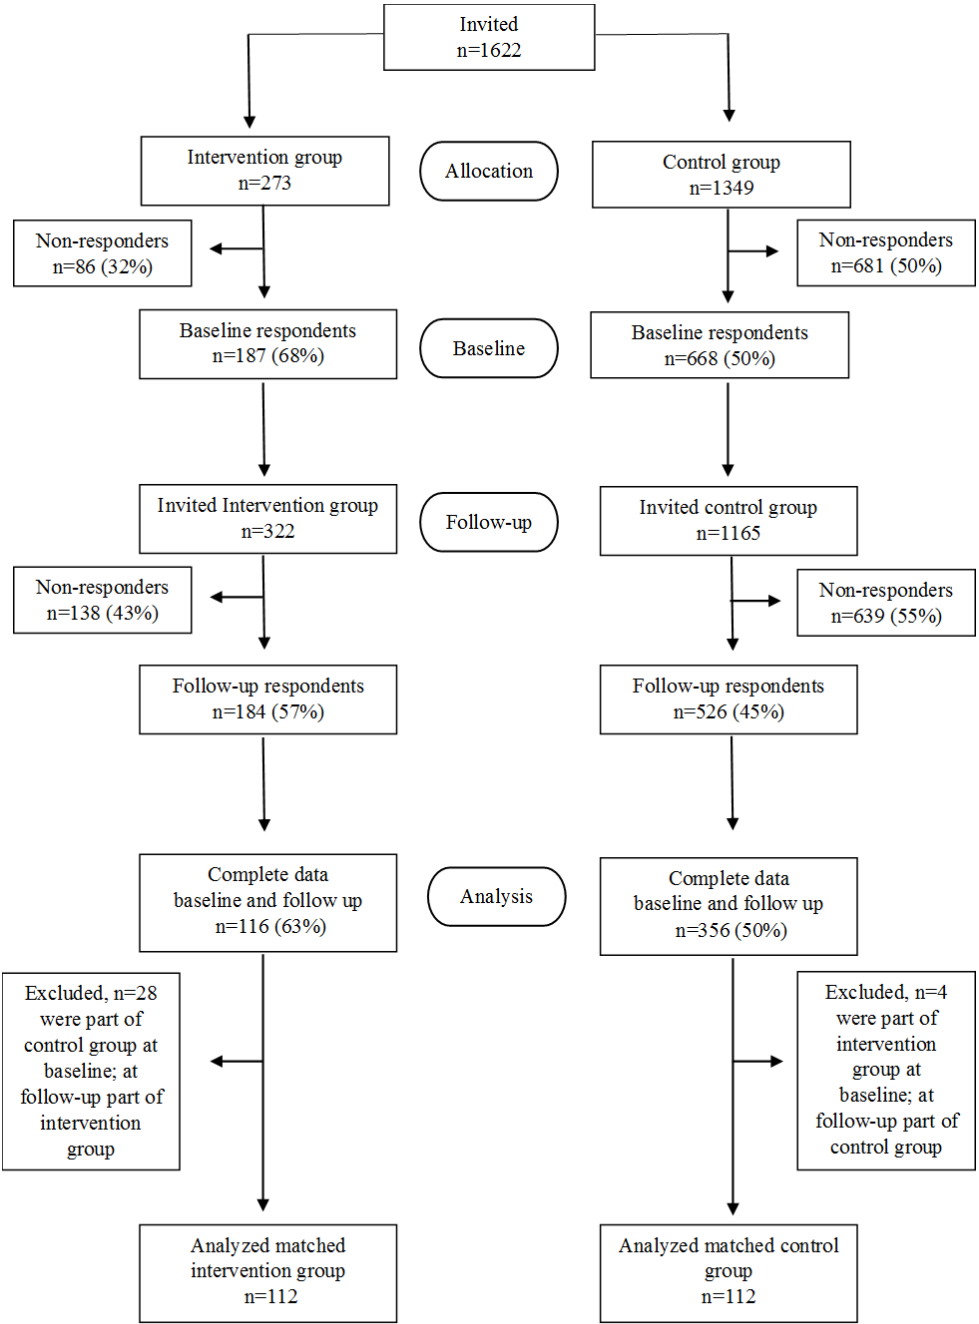 Invited
n=1622
Intervention group
n=273
Allocation
Control group
n=1349
Non-responders
n=86 (32%)
Non-responders
n=681 (50%)
Baseline respondents
n=187 (68%)
Baseline
Baseline respondents
n=668 (50%)
Invited Intervention group
n=322
Follow-up
Invited control group
n=1165
Non-responders
n=138 (43%)
Non-responders
n=639 (55%)
Follow-up respondents
n=184 (57%)
Follow-up respondents
n=526 (45%)
Complete data
baseline and follow up
n=116 (63%)
Analysis
Complete data
baseline and follow up
n=356 (50%)
Excluded, n=28
were part of
control group at
baseline; at
follow-up part of
intervention
group
Excluded, n=4
were part of
intervention
group at
baseline; at
follow-up part of
control group
Analyzed matched
intervention group
n=112
Analyzed matched control
group
n=112